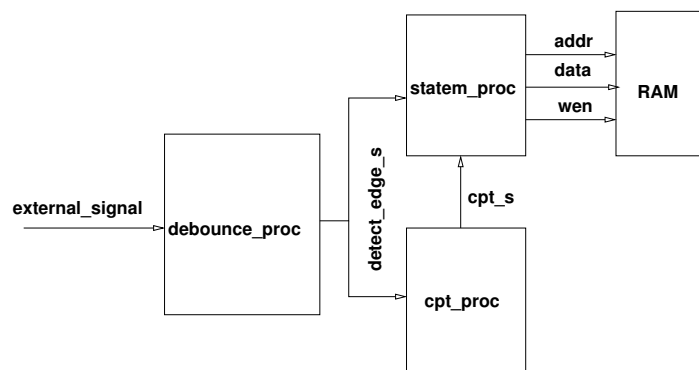 addr
data
wen
statem_proc
RAM
detect_edge_s
external_signal
debounce_proc
cpt_s
cpt_proc